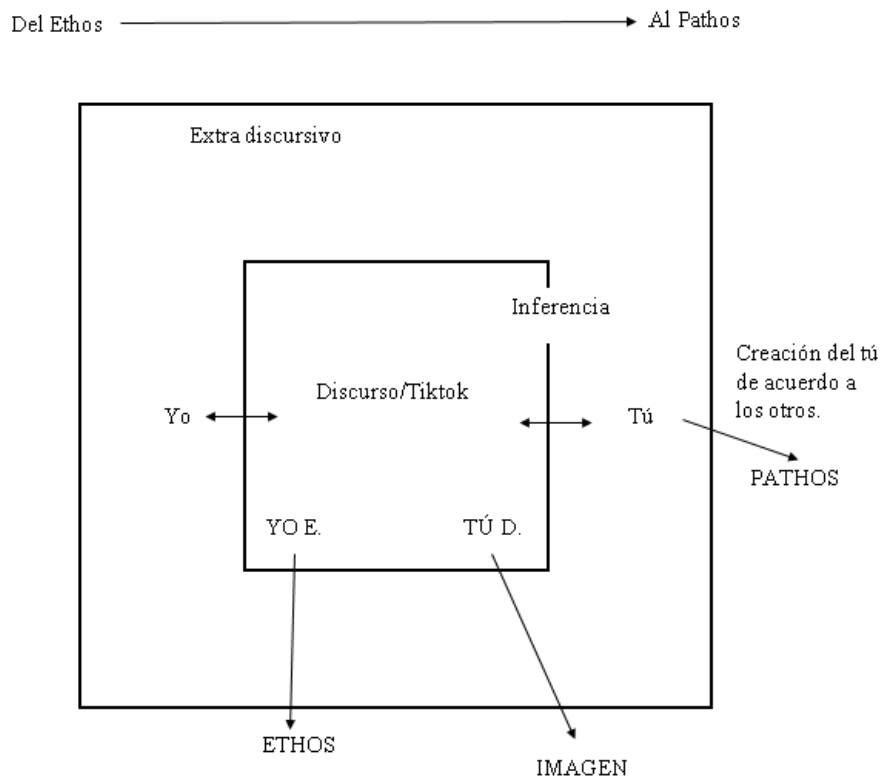 Del Ethos
Al Pathos
Extra discursivo
Inferencia
Discurso/Tiktok
Yo
Tú
Creación del tú
de acuerdo a
los otros.
PATHOS
YO E.
TÚ D.
ETHOS
IMAGEN